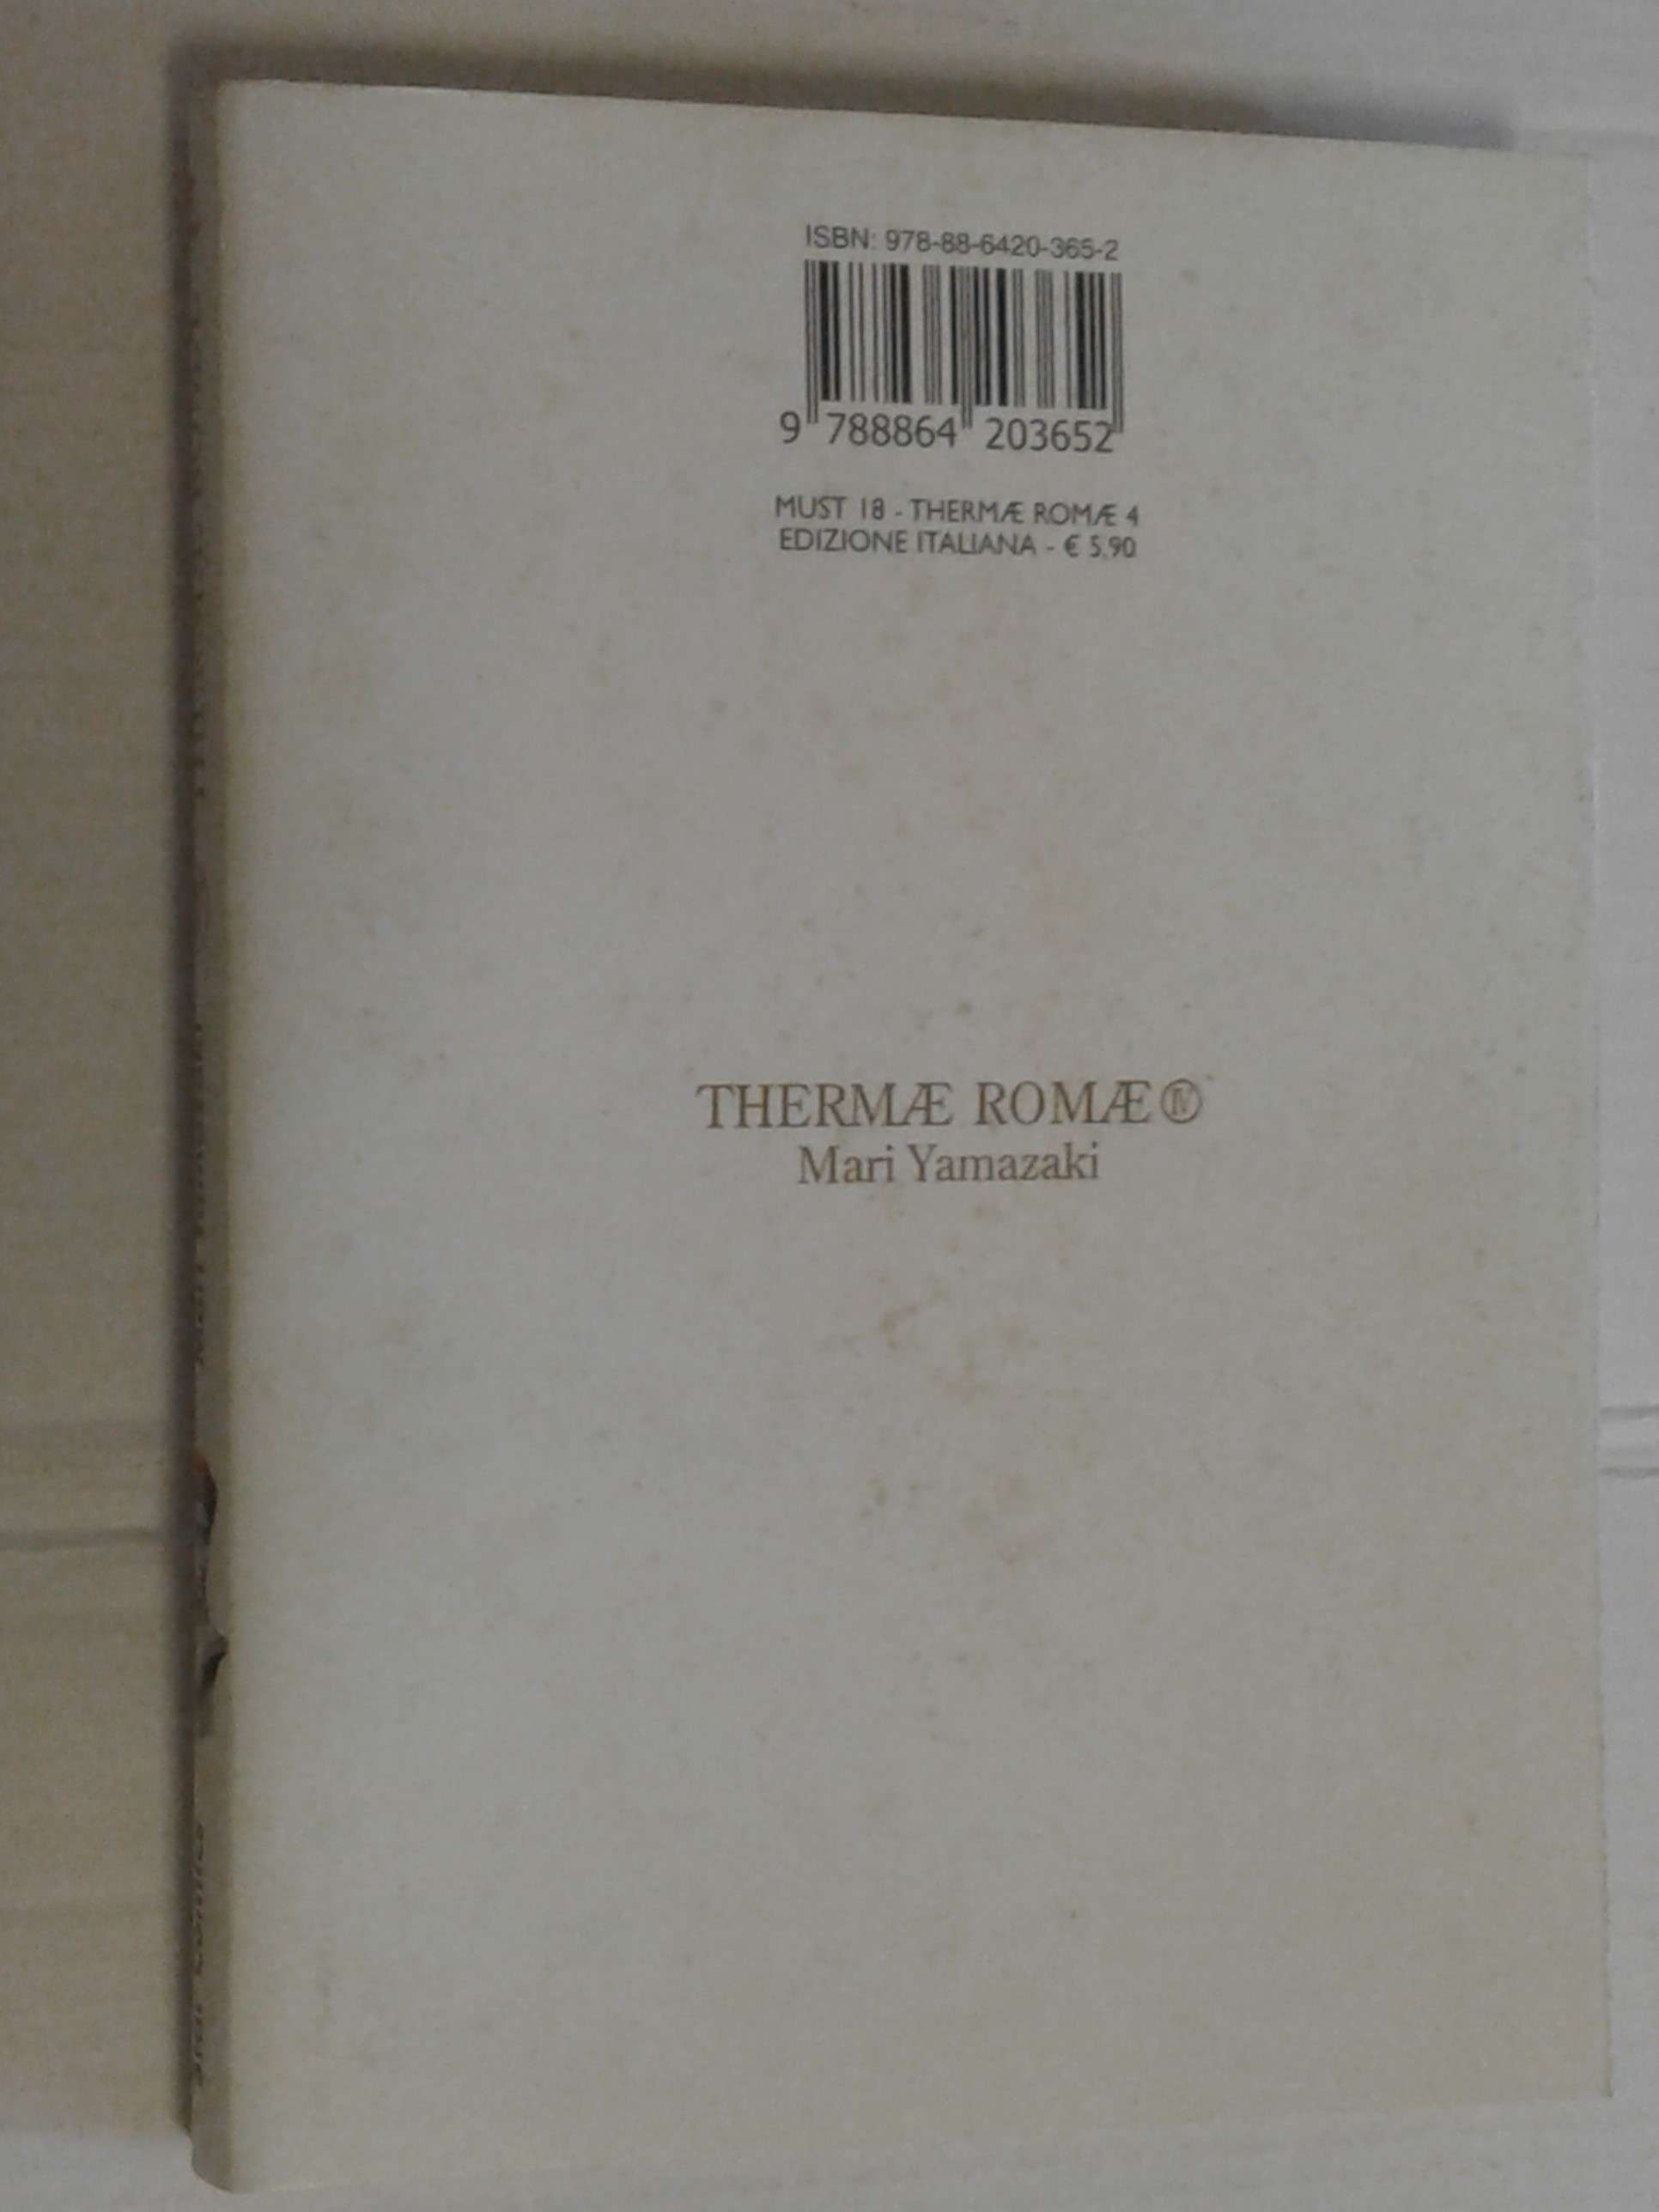 ISBN: 978-88-6420-365-2
9 788864 203652
MUST 18 - THERMÆ ROMÆ 4
EDIZIONE ITALIANA - € 5,90
THERMÆ ROMÆ Ⅳ
Mari Yamazaki